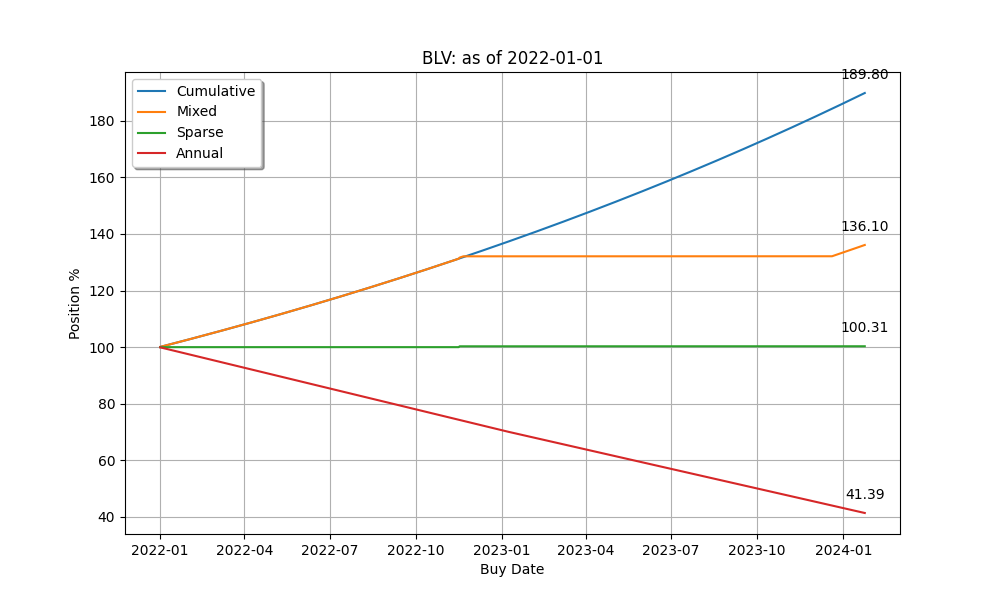 BLV: as of 2022-01-01
189.80
Cumulative
Mixed
Sparse
Annual
180
160
140
136.10
120
100
100.31
80
60
41.39
40
Position %
2022-01 2022-04 2022-07 2022-10 2023-01 2023-04 2023-07 2023-10 2024-01
Buy Date